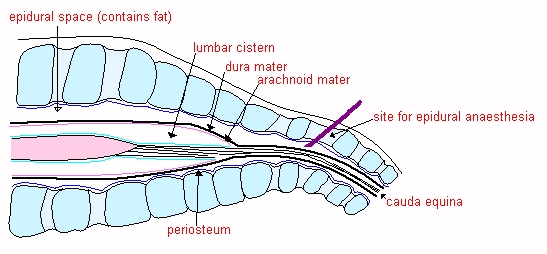 epidural space (contains fat)
lumbar cistern
dura mater
arachnoid mater
site for epidural anaesthesia
cauda equina
periosteum